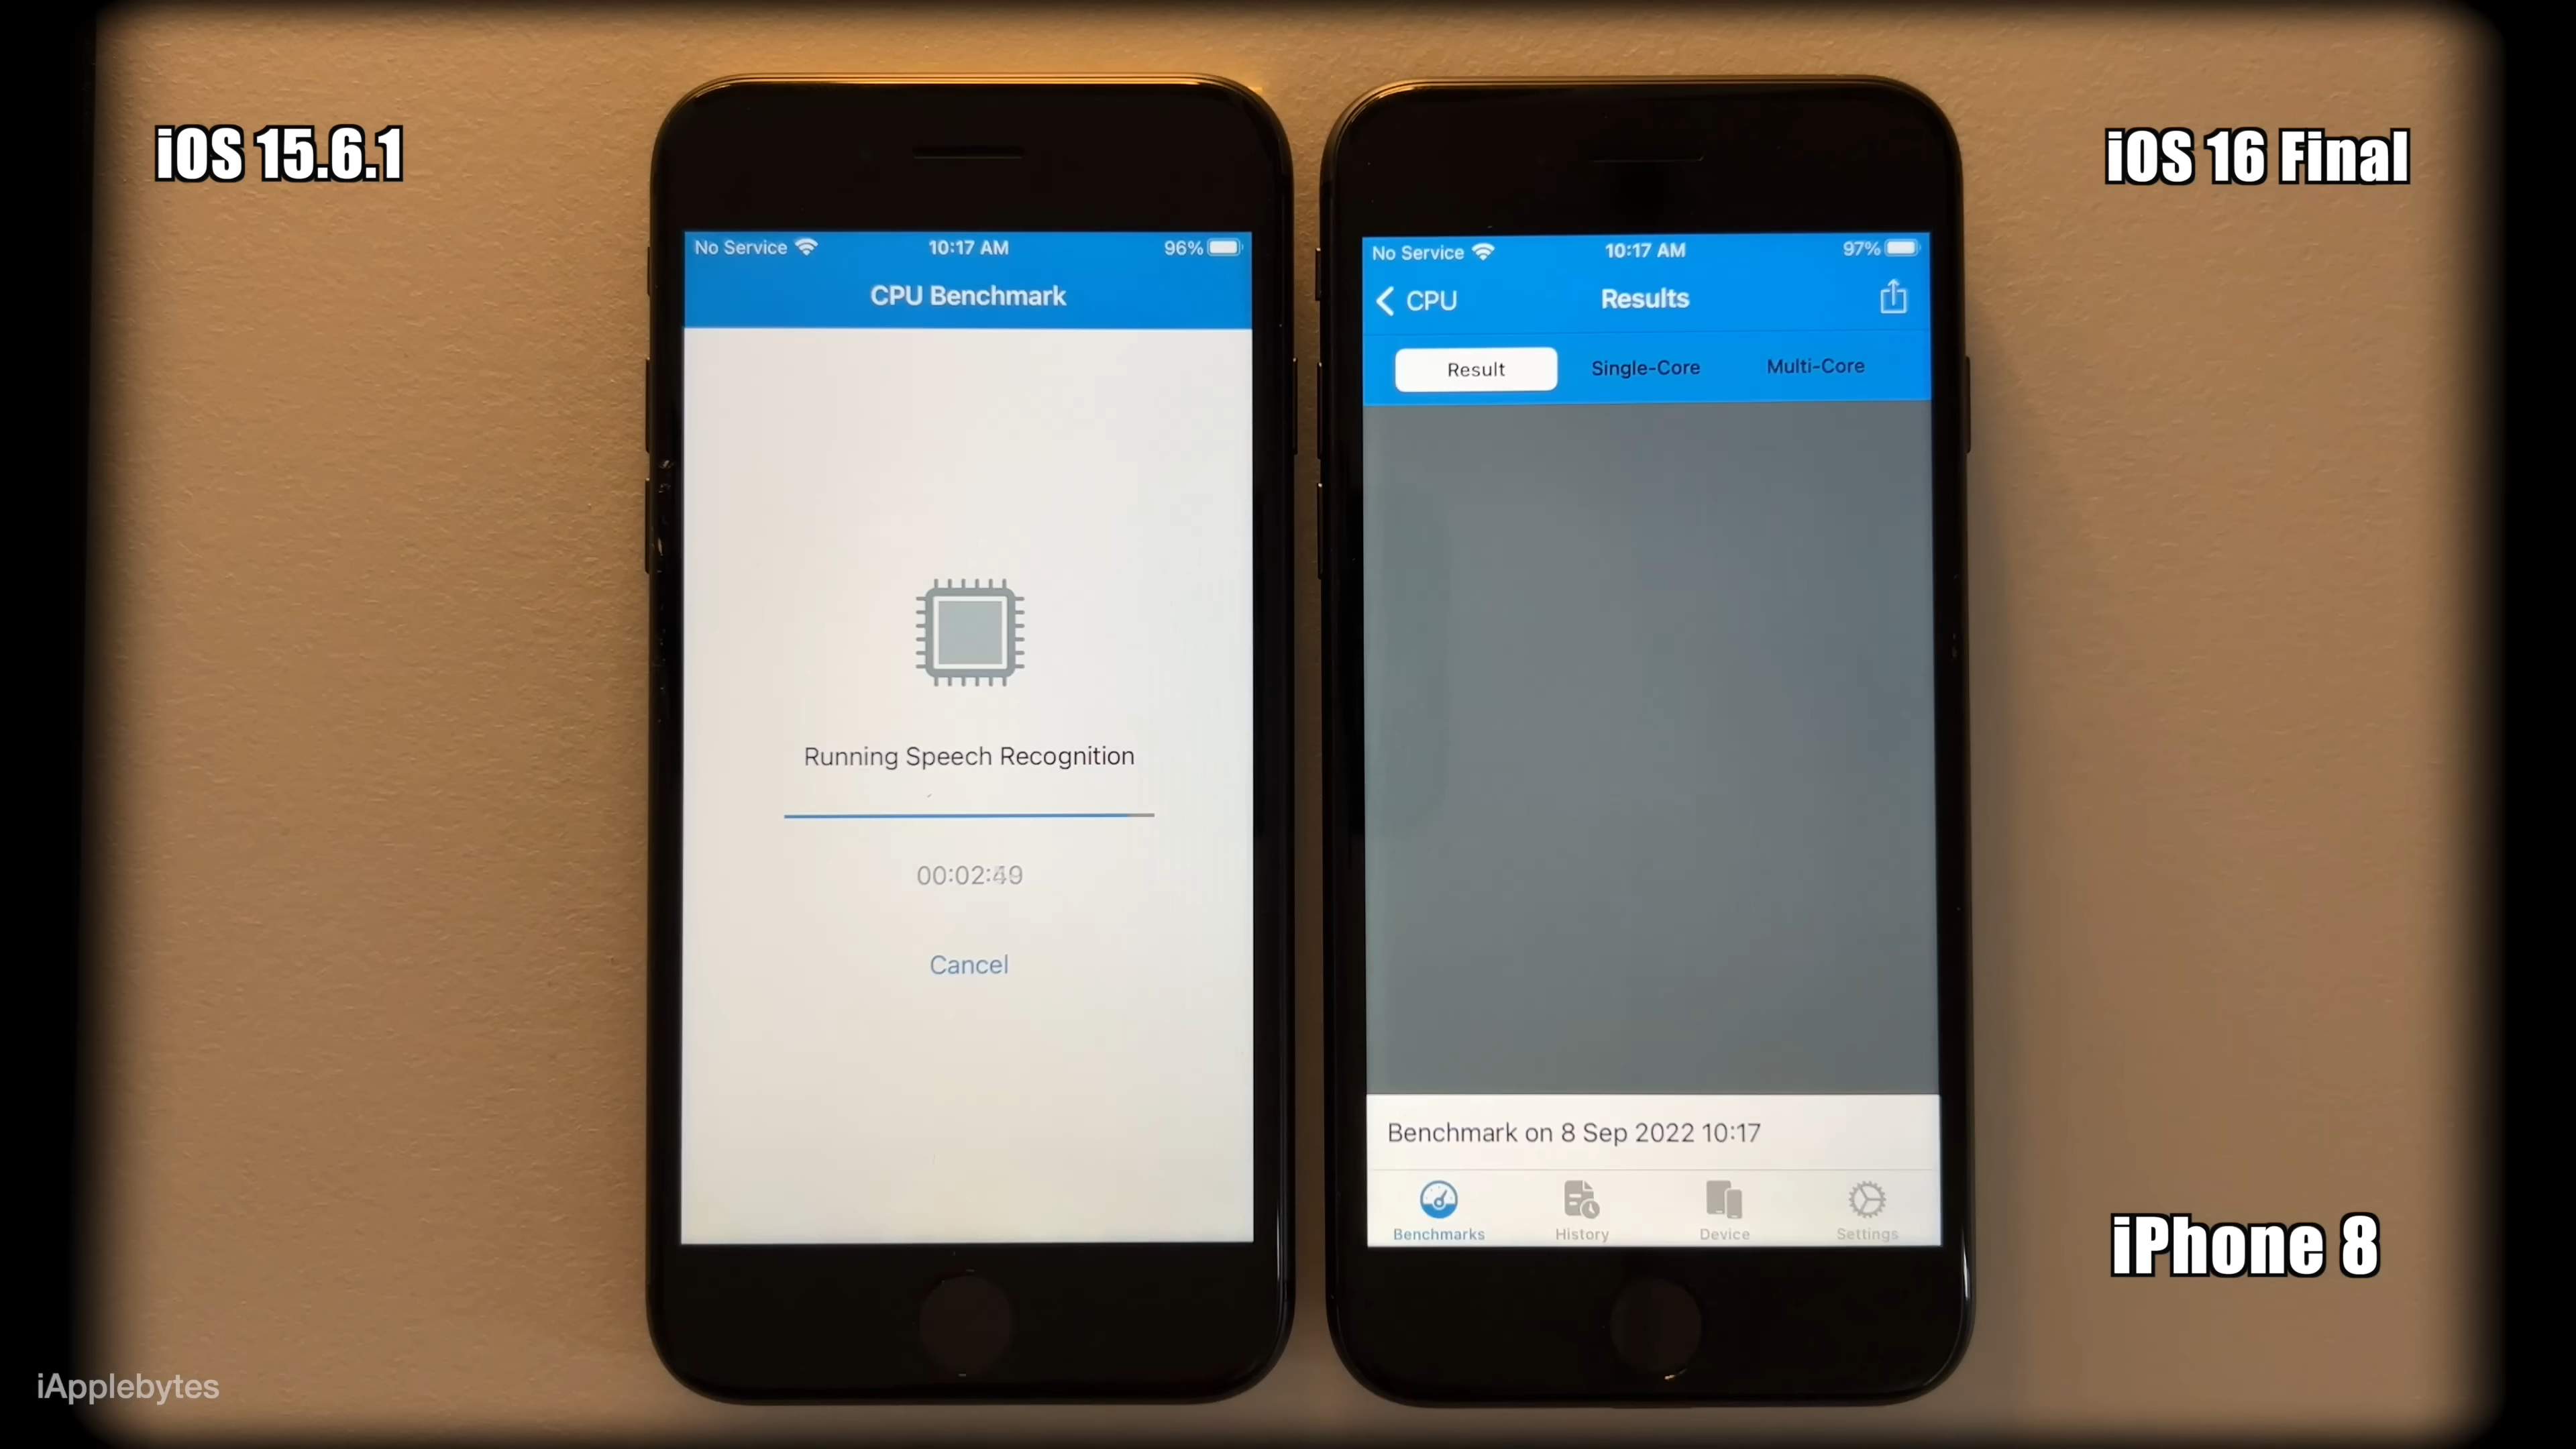 iOS 15.6.1
iOS 16 Final
No Service
10:17 AM
96%
CPU Benchmark
Running Speech Recognition
00:02:49
Cancel
No Service
10:17 AM
97%
CPU
Results
Result
Single-Core
Multi-Core
Benchmark on 8 Sep 2022 10:17
Benchmarks
History
Device
Settings
iPhone 8
iApplebytes